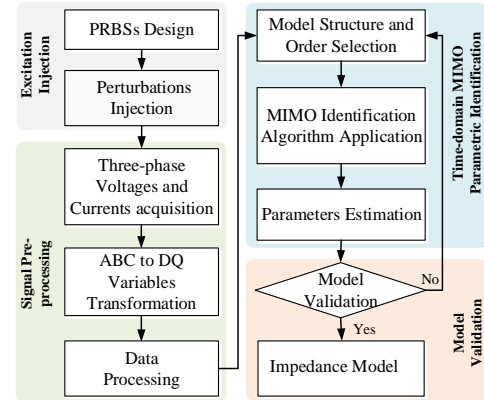 Excitation
Injection
PRBSs Design
Perturbations
Injection
Signal Pre-
processing
Three-phase
Voltages and
Currents acquisition
ABC to DQ
Variables
Transformation
Data
Processing
Model Structure and
Order Selection
MIMO Identification
Algorithm Application
Parameters Estimation
Time-domain MIMO
Parametric Identification
Model
Validation
No
Yes
Impedance Model
Model
Validation